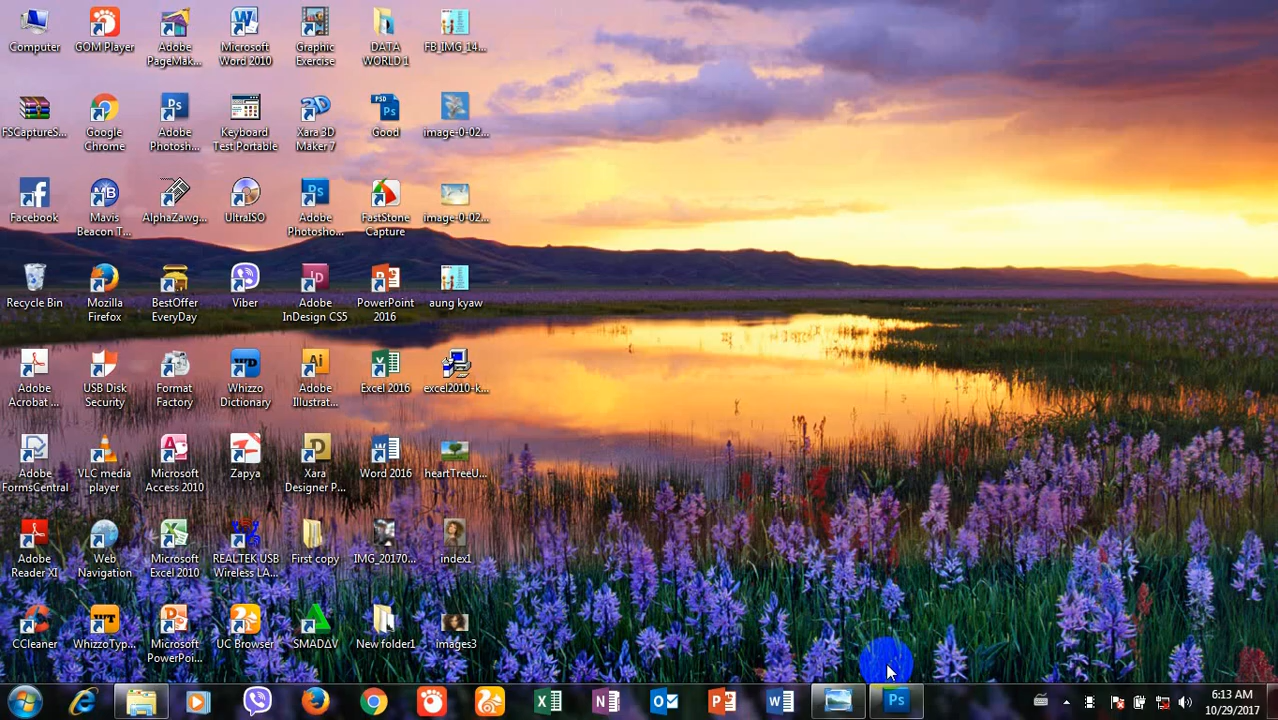 Computer
GOM Player
Adobe
PageMak...
Microsoft
Word 2010
Graphic
Exercise
DATA
WORLD 1
FB_IMG_14...
FSCaptureS...
Google
Chrome
Adobe
Photosh...
Keyboard
Test Portable
Xara 3D
Maker 7
Good
image-0-02...
Facebook
Mavis
Beacon T...
AlphaZawg...
UltraISO
Adobe
Photosho...
FastStone
Capture
image-0-02...
Recycle Bin
Mozilla
Firefox
BestOffer
EveryDay
Viber
Adobe
InDesign CS5
PowerPoint
2016
aung kyaw
Adobe
Acrobat ...
USB Disk
Security
Format
Factory
Whizzo
Dictionary
Adobe
Illustrat...
Excel 2016
excel2010-k...
Adobe
FormsCentral
VLC media
player
Microsoft
Access 2010
Zapya
Xara
Designer P...
Word 2016
heartTreeU...
Adobe
Reader XI
Web
Navigation
Microsoft
Excel 2010
REALTEK USB
Wireless LA...
First copy
IMG_20170...
index1
CCleaner
WhizzoTyp...
Microsoft
PowerPoi...
UC Browser
SMADΔV
New folder1
images3
6:13 AM
10/29/2017